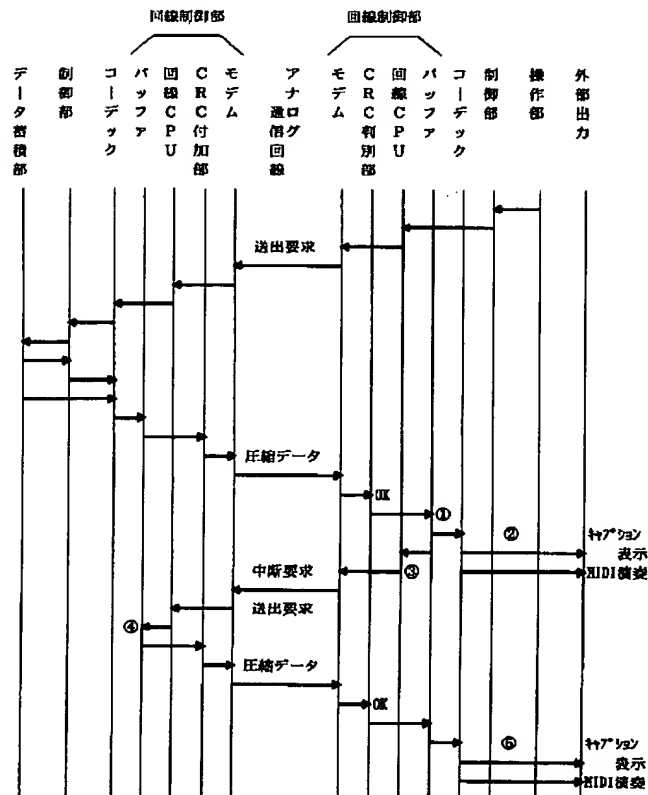 回線制御部
回線制御部
データ蓄積部
制御部
コーデック
バッファ
回線CPU
CRC付加部
モデム
アナログ
通信回線
モデム
CRC判別部
回線CPU
バッファ
コーデック
制御部
操作部
外部出力
送出要求
圧縮データ
OK
①
②
キャプション
表示
中断要求
③
MIDI演奏
送出要求
④
圧縮データ
OK
⑤
キャプション
表示
MIDI演奏